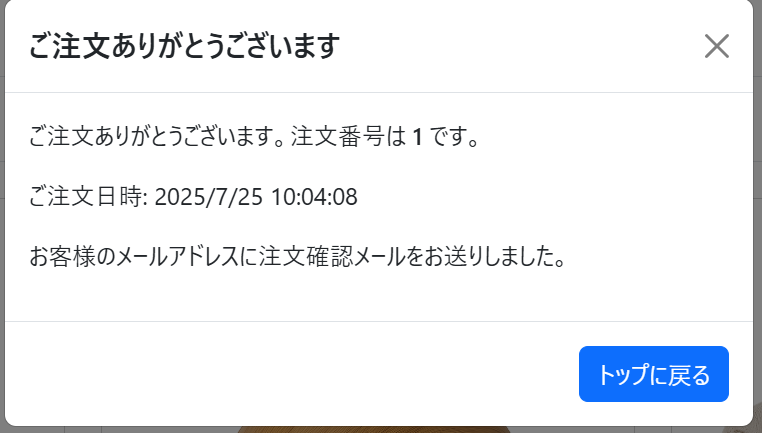 ご注文ありがとうございます
ご注文ありがとうございます。注文番号は 1 です。
ご注文日時: 2025/7/25 10:04:08
お客様のメールアドレスに注文確認メールをお送りしました。
トップに戻る